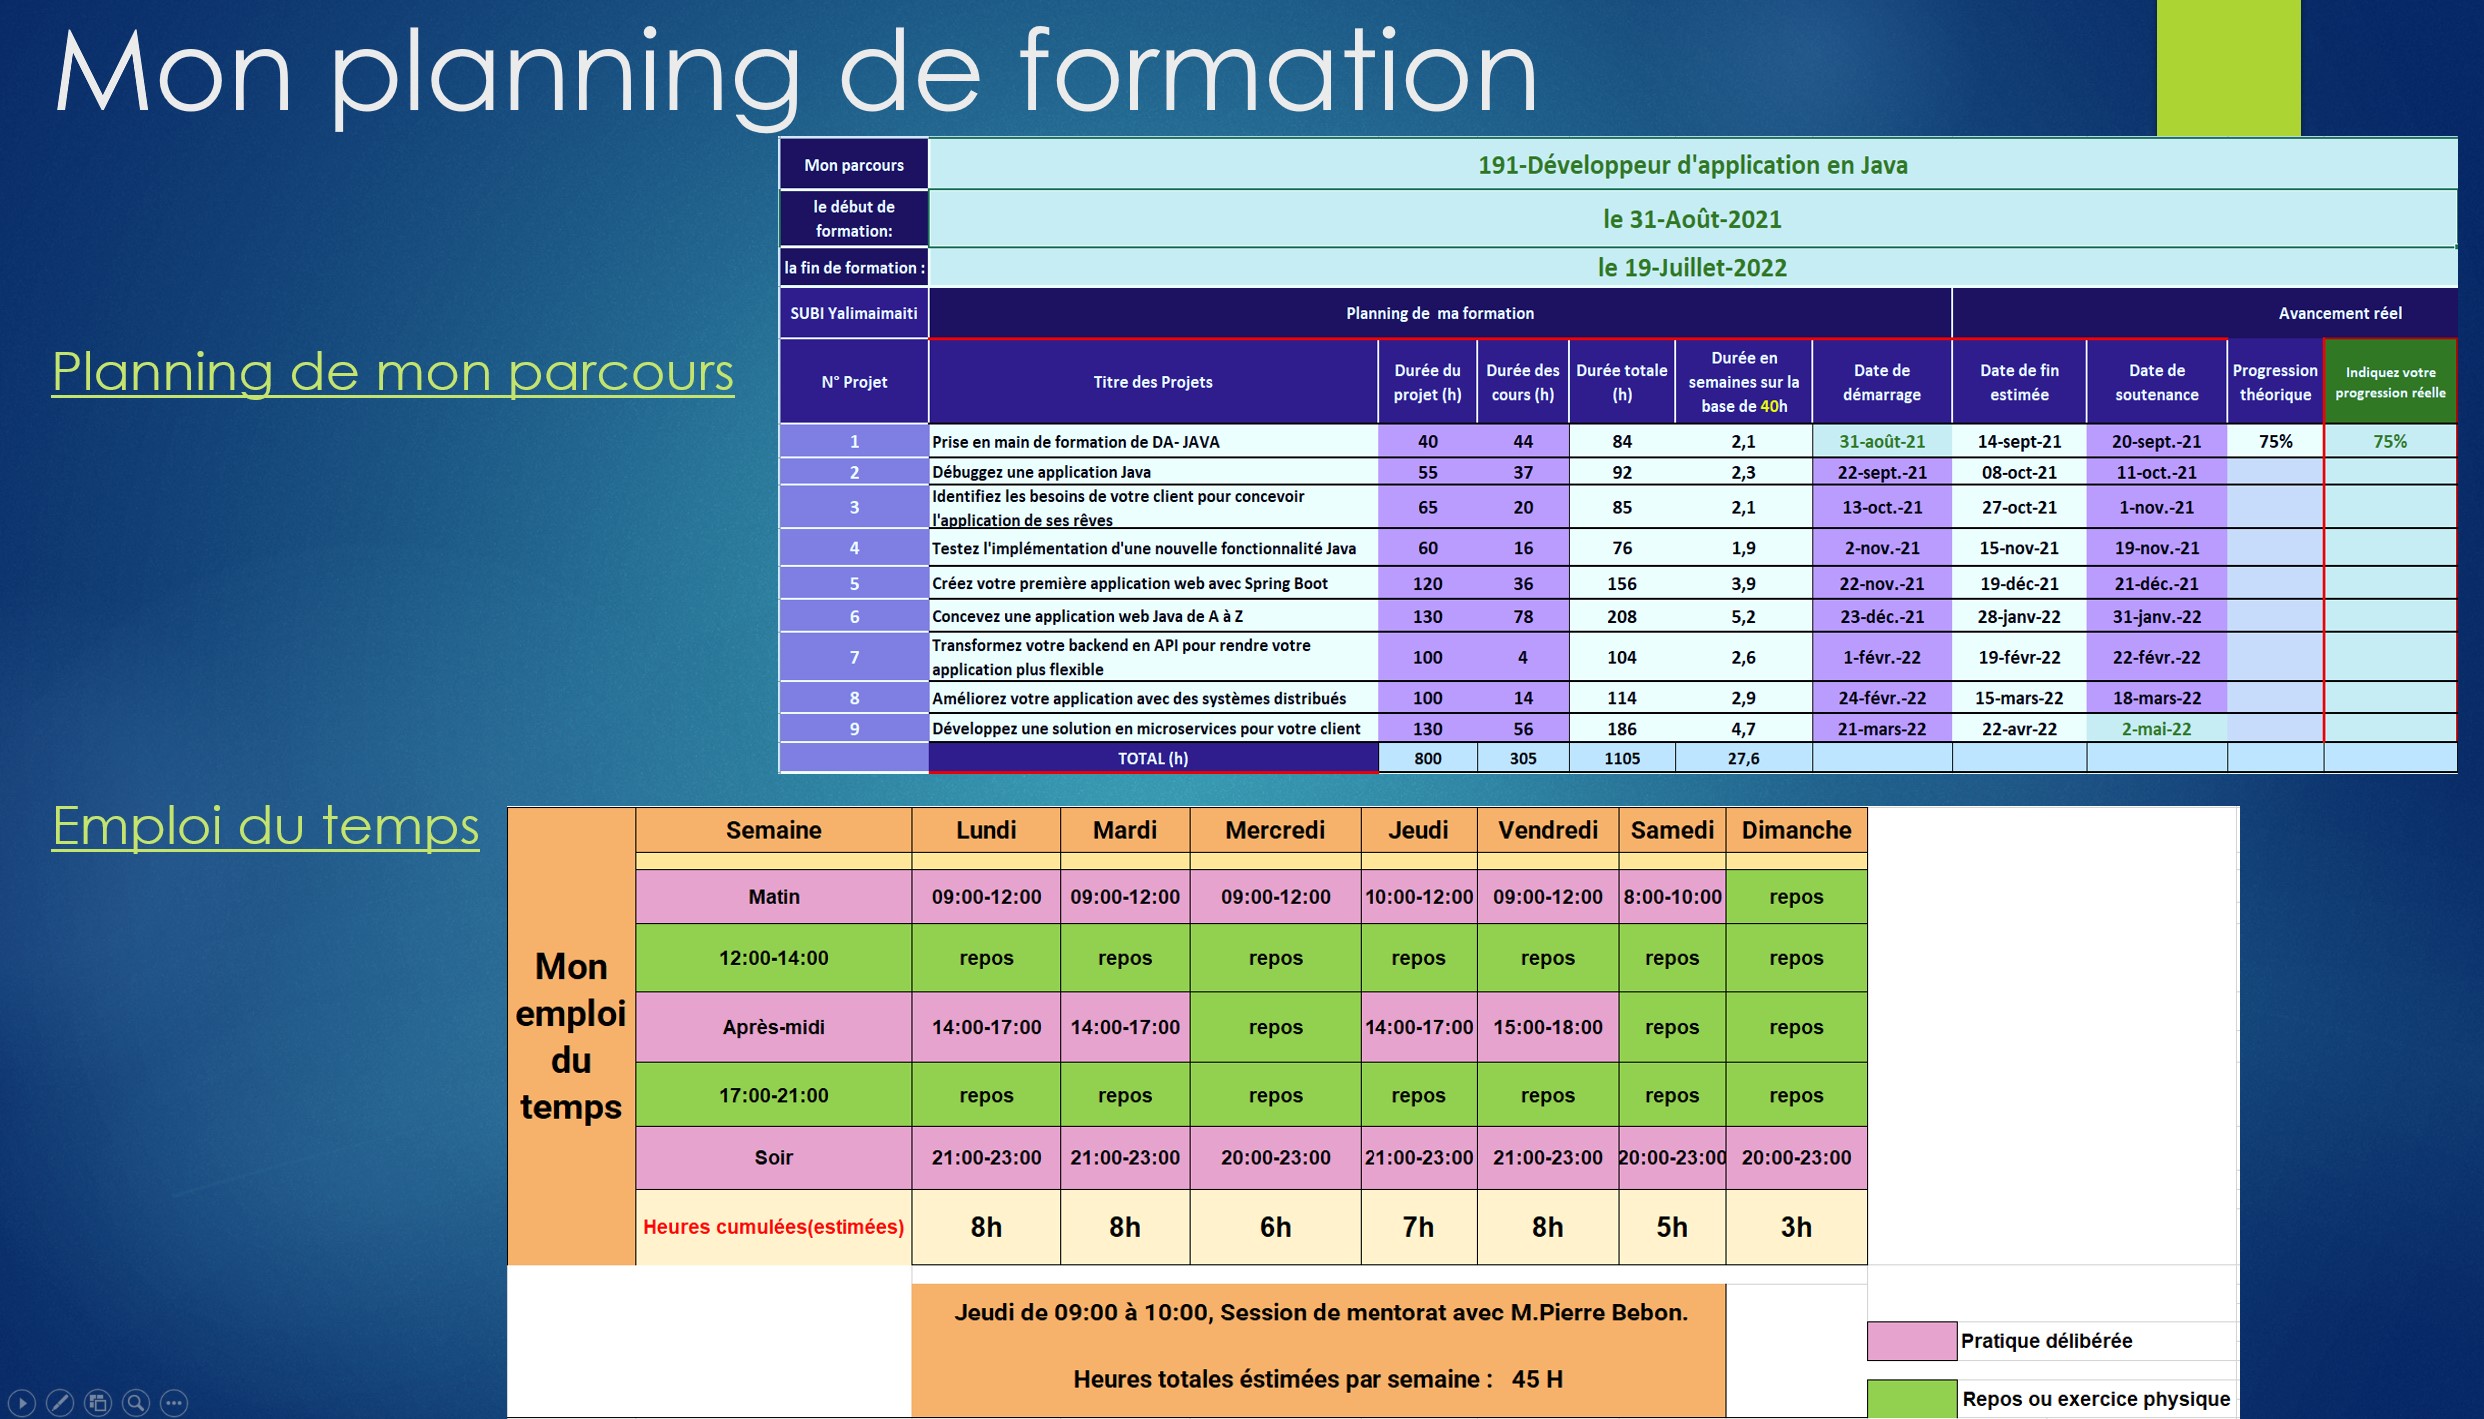 Mon planning de formation
Mon parcours 191-Développeur d'application en Java
le début de formation: le 31-Août-2021
la fin de formation : le 19-Juillet-2022
SUBI Yalimaimaiti Planning de ma formation Avancement réel
Planning de mon parcours
N° Projet Titre des Projets Durée du projet (h) Durée des cours (h) Durée totale (h) Durée en semaines sur la base de 40h Date de démarrage Date de fin estimée Date de soutenance Progression théorique Indiquez votre progression réelle
1 Prise en main de formation de DA- JAVA 40 44 84 2,1 31-août-21 14-sept-21 20-sept.-21 75% 75%
2 Débuggez une application Java 55 37 92 2,3 22-sept.-21 08-oct-21 11-oct.-21
3 Identifiez les besoins de votre client pour concevoir l'application de ses rêves 65 20 85 2,1 13-oct.-21 27-oct-21 1-nov.-21
4 Testez l'implémentation d'une nouvelle fonctionnalité Java 60 16 76 1,9 2-nov.-21 15-nov-21 19-nov.-21
5 Créez votre première application web avec Spring Boot 120 36 156 3,9 22-nov.-21 19-déc-21 21-déc.-21
6 Concevez une application web Java de A à Z 130 78 208 5,2 23-déc.-21 28-janv-22 31-janv.-22
7 Transformez votre backend en API pour rendre votre application plus flexible 100 4 104 2,6 1-févr.-22 19-févr-22 22-févr.-22
8 Améliorez votre application avec des systèmes distribués 100 14 114 2,9 24-févr.-22 15-mars-22 18-mars-22
9 Développez une solution en microservices pour votre client 130 56 186 4,7 21-mars-22 22-avr-22 2-mai-22
TOTAL (h) 800 305 1105 27,6
Emploi du temps
Mon emploi du temps
Semaine Lundi Mardi Mercredi Jeudi Vendredi Samedi Dimanche
Matin 09:00-12:00 09:00-12:00 09:00-12:00 10:00-12:00 09:00-12:00 8:00-10:00 repos
12:00-14:00 repos repos repos repos repos repos repos
Après-midi 14:00-17:00 14:00-17:00 repos 14:00-17:00 15:00-18:00 repos repos
17:00-21:00 repos repos repos repos repos repos repos
Soir 21:00-23:00 21:00-23:00 20:00-23:00 21:00-23:00 21:00-23:00 20:00-23:00 20:00-23:00
Heures cumulées(estimées) 8h 8h 6h 7h 8h 5h 3h
Jeudi de 09:00 à 10:00, Session de mentorat avec M.Pierre Bebon.
Heures totales éstimées par semaine : 45 H
Pratique délibérée
Repos ou exercice physique